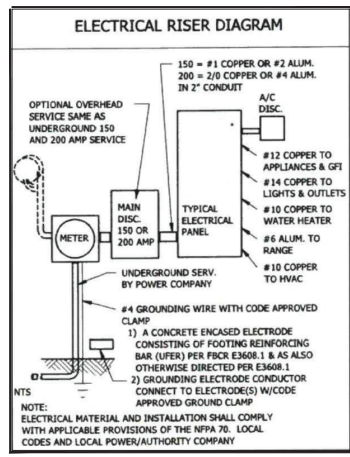 ELECTRICAL RISER DIAGRAM
150 = #1 COPPER OR #2 ALUM.
200 = 2/0 COPPER OR #4 ALUM.
IN 2" CONDUIT
A/C
DISC.
OPTIONAL OVERHEAD
SERVICE SAME AS
UNDERGROUND 150
AND 200 AMP SERVICE
#12 COPPER TO
APPLIANCES & GFI
#14 COPPER TO
LIGHTS & OUTLETS
#10 COPPER TO
WATER HEATER
#6 ALUM. TO
RANGE
#10 COPPER
TO HVAC
MAIN
DISC.
150 OR
200 AMP
TYPICAL
ELECTRICAL
PANEL
METER
UNDERGROUND SERV.
BY POWER COMPANY
#4 GROUNDING WIRE WITH CODE APPROVED
CLAMP
1) A CONCRETE ENCASED ELECTRODE
CONSISTING OF FOOTING REINFORCING
BAR (UFER) PER FBCR E3608.1 & AS ALSO
OTHERWISE DIRECTED PER E3608.1
2) GROUNDING ELECTRODE CONDUCTOR
CONNECT TO ELECTRODE(S) W/CODE
APPROVED GROUND CLAMP
NTS
NOTE:
ELECTRICAL MATERIAL AND INSTALLATION SHALL COMPLY
WITH APPLICABLE PROVISIONS OF THE NFPA 70. LOCAL
CODES AND LOCAL POWER/AUTHORITY COMPANY